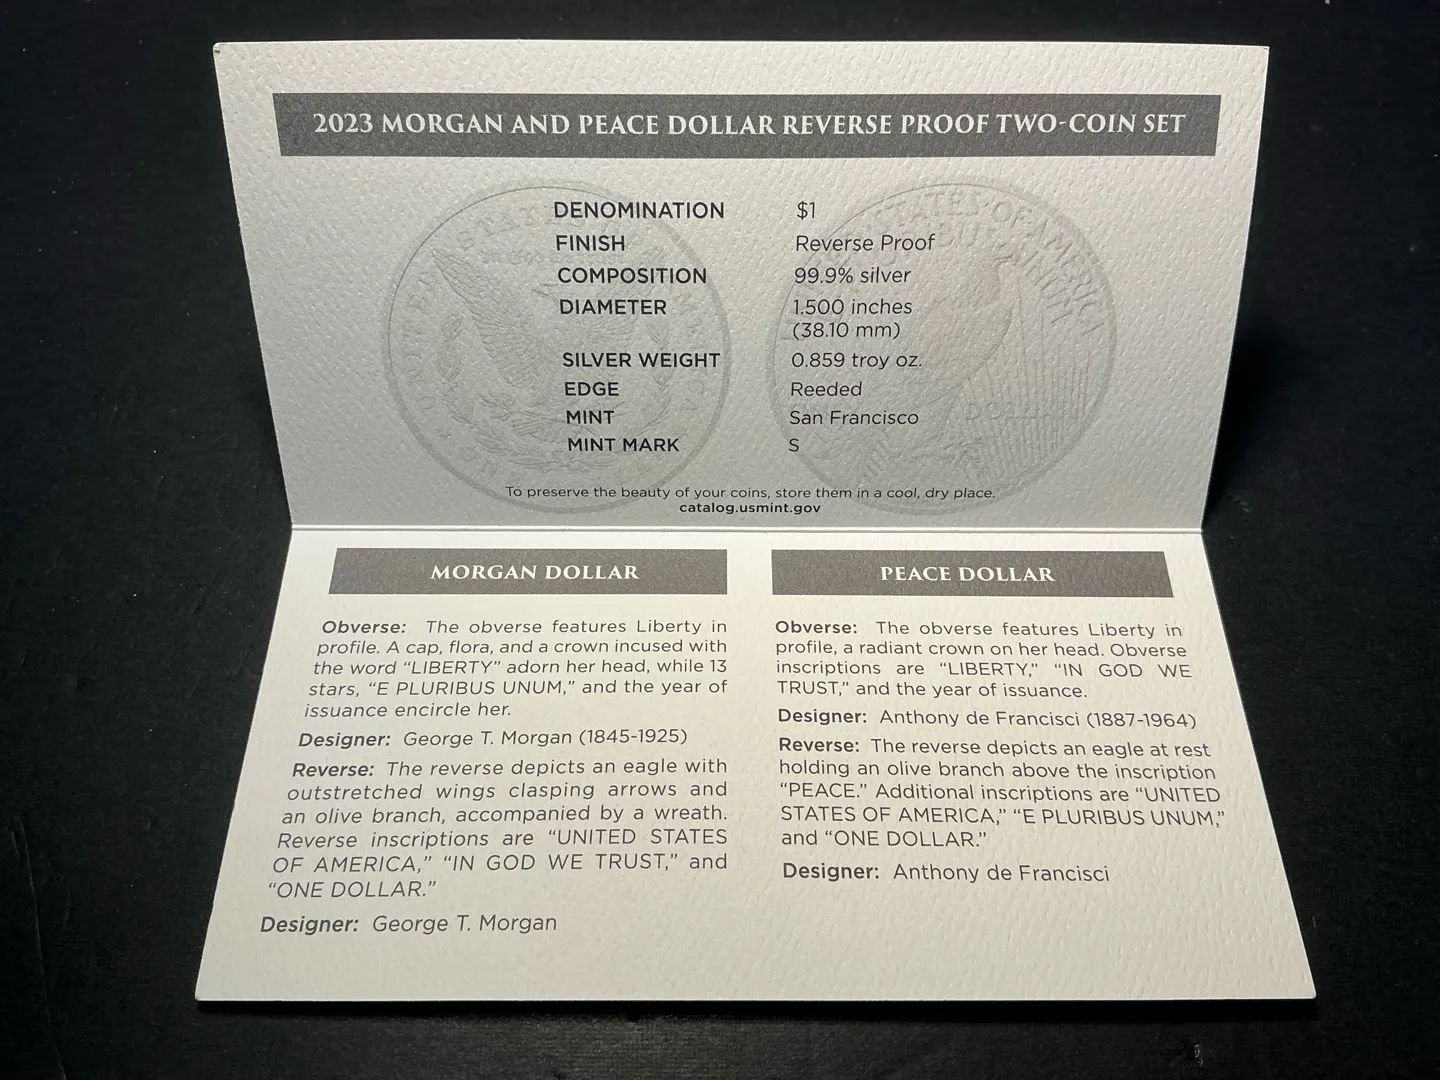 2023 MORGAN AND PEACE DOLLAR REVERSE PROOF TWO-COIN SET
DENOMINATION $1
FINISH Reverse Proof
COMPOSITION 99.9% silver
DIAMETER 1.500 inches
(38.10 mm)
SILVER WEIGHT 0.859 troy oz.
EDGE Reeded
MINT San Francisco
MINT MARK S
To preserve the beauty of your coins, store them in a cool, dry place.
catalog.usmint.gov
MORGAN DOLLAR
Obverse: The obverse features Liberty in
profile. A cap, flora, and a crown incused with
the word “LIBERTY” adorn her head, while 13
stars, “E PLURIBUS UNUM,” and the year of
issuance encircle her.
Designer: George T. Morgan (1845-1925)
Reverse: The reverse depicts an eagle with
outstretched wings clasping arrows and
an olive branch, accompanied by a wreath.
Reverse inscriptions are “UNITED STATES
OF AMERICA,” “IN GOD WE TRUST,” and
“ONE DOLLAR.”
Designer: George T. Morgan
PEACE DOLLAR
Obverse: The obverse features Liberty in
profile, a radiant crown on her head. Obverse
inscriptions are “LIBERTY,” “IN GOD WE
TRUST,” and the year of issuance.
Designer: Anthony de Francisci (1887-1964)
Reverse: The reverse depicts an eagle at rest
holding an olive branch above the inscription
“PEACE.” Additional inscriptions are “UNITED
STATES OF AMERICA,” “E PLURIBUS UNUM,”
and “ONE DOLLAR.”
Designer: Anthony de Francisci